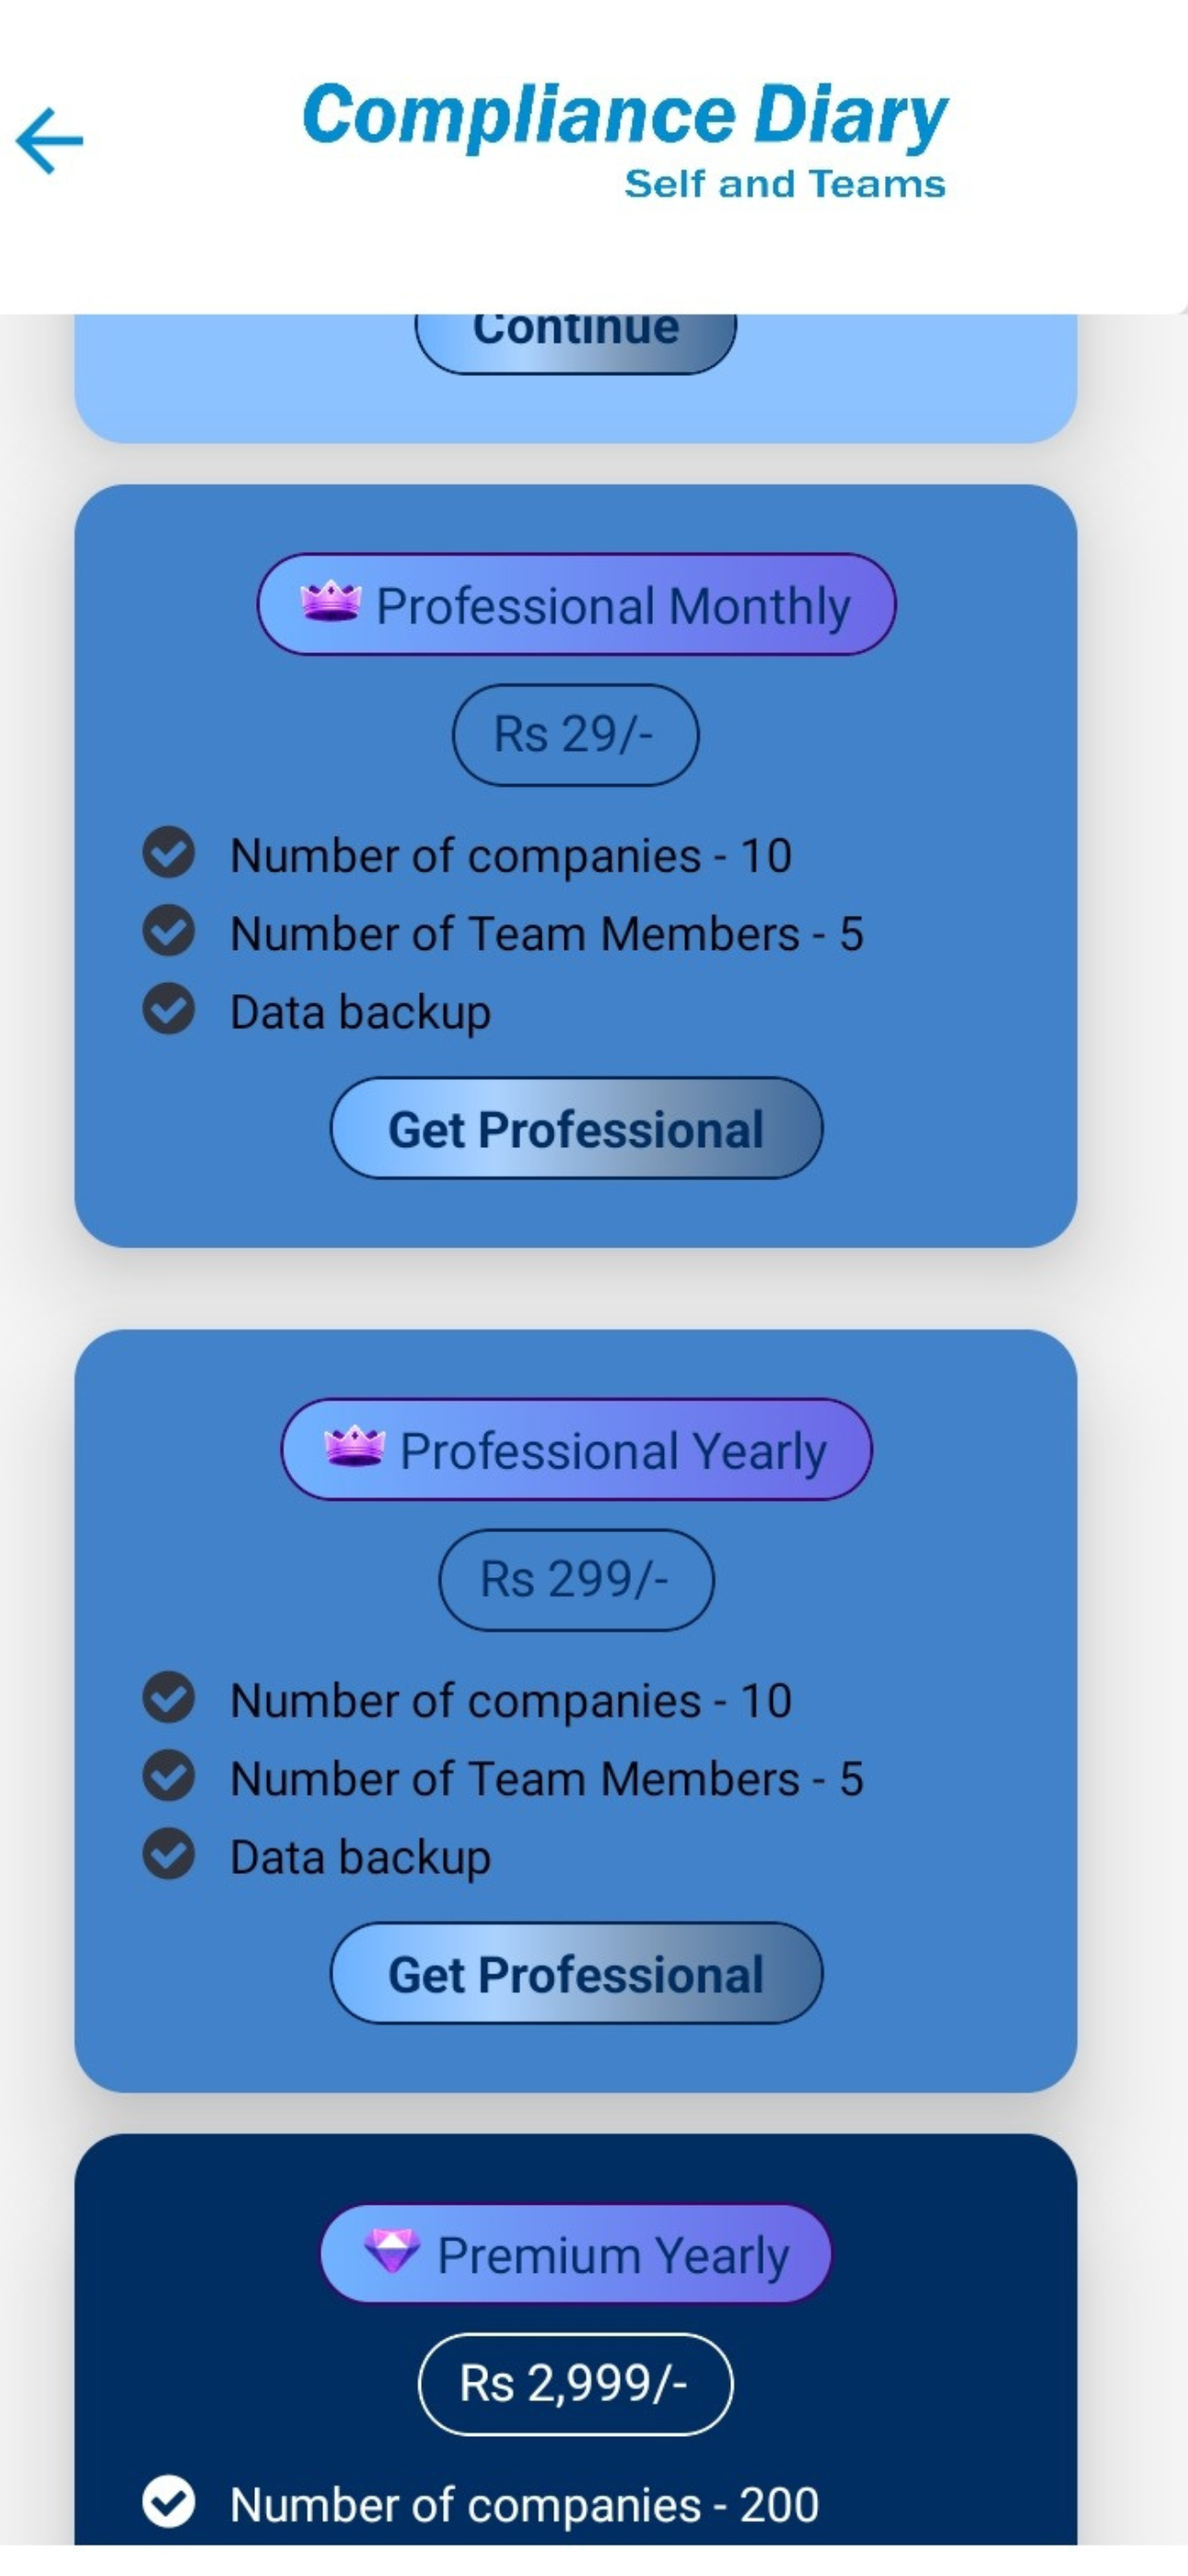 Compliance Diary
Self and Teams
Continue
Professional Monthly
Rs 29/-
Number of companies - 10
Number of Team Members - 5
Data backup
Get Professional
Professional Yearly
Rs 299/-
Number of companies - 10
Number of Team Members - 5
Data backup
Get Professional
Premium Yearly
Rs 2,999/-
Number of companies - 200